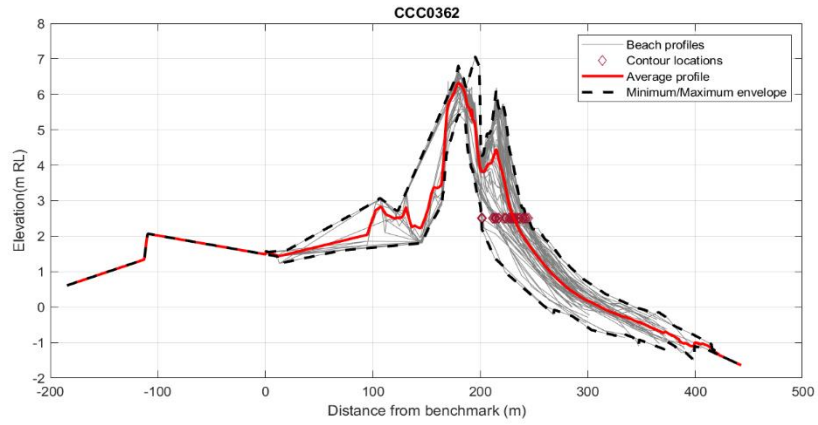 CCC0362
8
7
6
5
4
3
2
1
0
-1
-2
Elevation(m RL)
Beach profiles
Contour locations
Average profile
Minimum/Maximum envelope
-200 -100 0 100 200 300 400 500
Distance from benchmark (m)